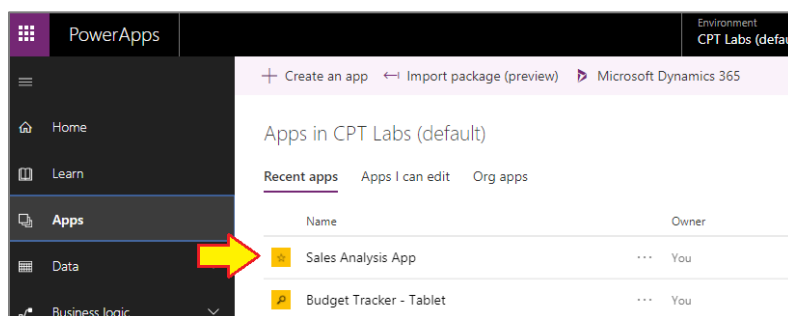 PowerApps
Environment
CPT Labs (defau
Create an app Import package (preview) Microsoft Dynamics 365
Home
Learn
Apps
Data
Business logic
Apps in CPT Labs (default)
Recent apps Apps I can edit Org apps
Name Owner
Sales Analysis App ... You
Budget Tracker - Tablet ... You